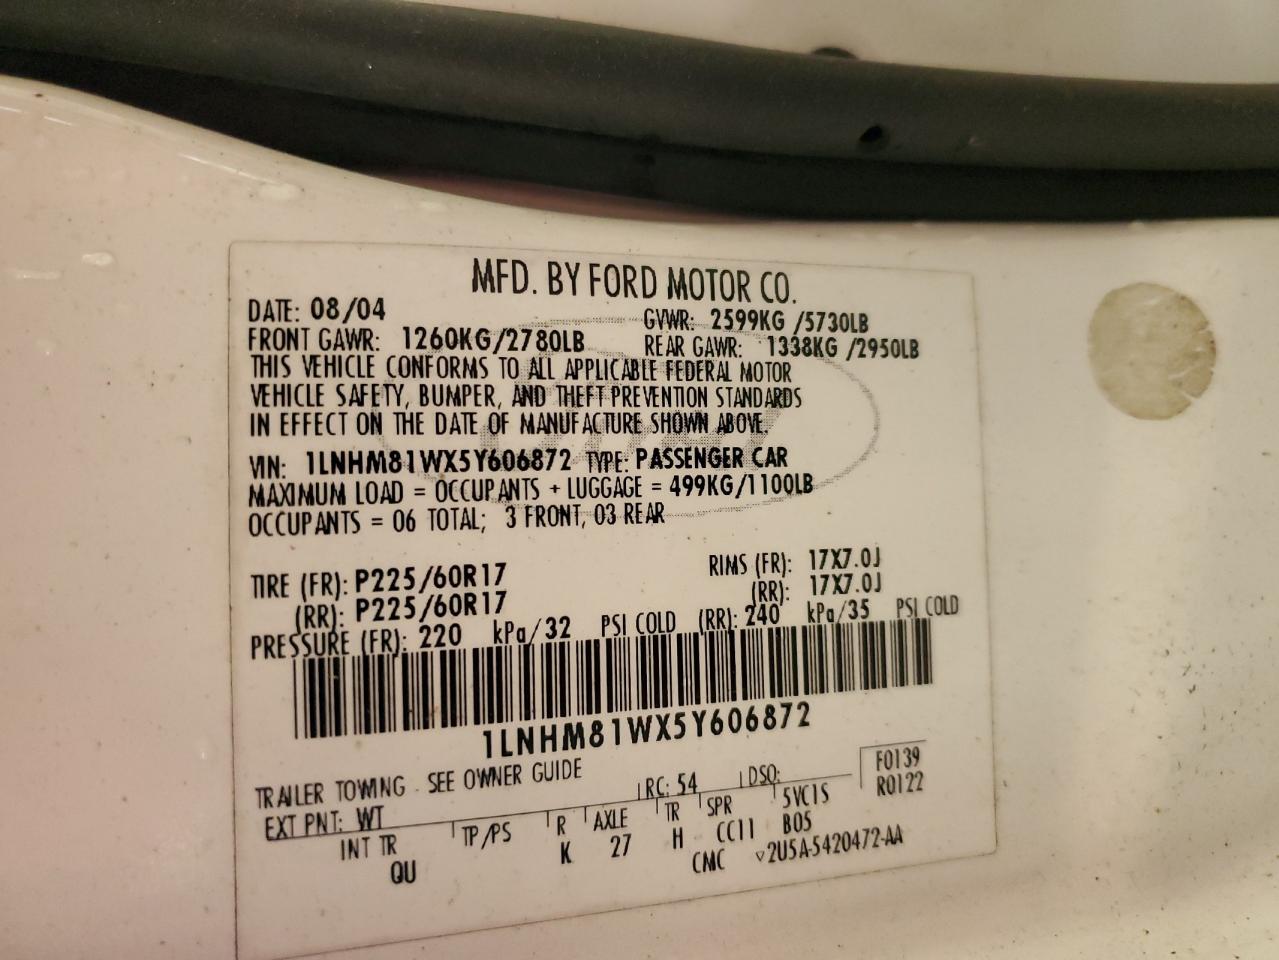 MFD. BY FORD MOTOR CO.
DATE: 08/04 GVWR: 2599KG /5730LB
FRONT GAWR: 1260KG/2780LB REAR GAWR: 1338KG /2950LB
THIS VEHICLE CONFORMS TO ALL APPLICABLE FEDERAL MOTOR
VEHICLE SAFETY, BUMPER, AND THEFT PREVENTION STANDARDS
IN EFFECT ON THE DATE OF MANUFACTURE SHOWN ABOVE.
VIN: 1LNHM81WX5Y606872 TYPE: PASSENGER CAR
MAXIMUM LOAD = OCCUPANTS + LUGGAGE = 499KG/1100LB
OCCUPANTS = 06 TOTAL; 3 FRONT, 03 REAR
TIRE (FR): P225/60R17 RIMS (FR): 17X7.0J
(RR): P225/60R17 (RR): 17X7.0J
PRESSURE (FR): 220 kPa/32 PSI COLD (RR): 240 kPa/35 PSI COLD
1LNHM81WX5Y606872
TRAILER TOWING - SEE OWNER GUIDE
EXT PNT: WT RC: 54 DSO: F0139
R0122
INT TR TP/PS R AXLE TR SPR 5VC1S
QU K 27 H CC11 B05
CMC ▽2U5A-5420472-AA